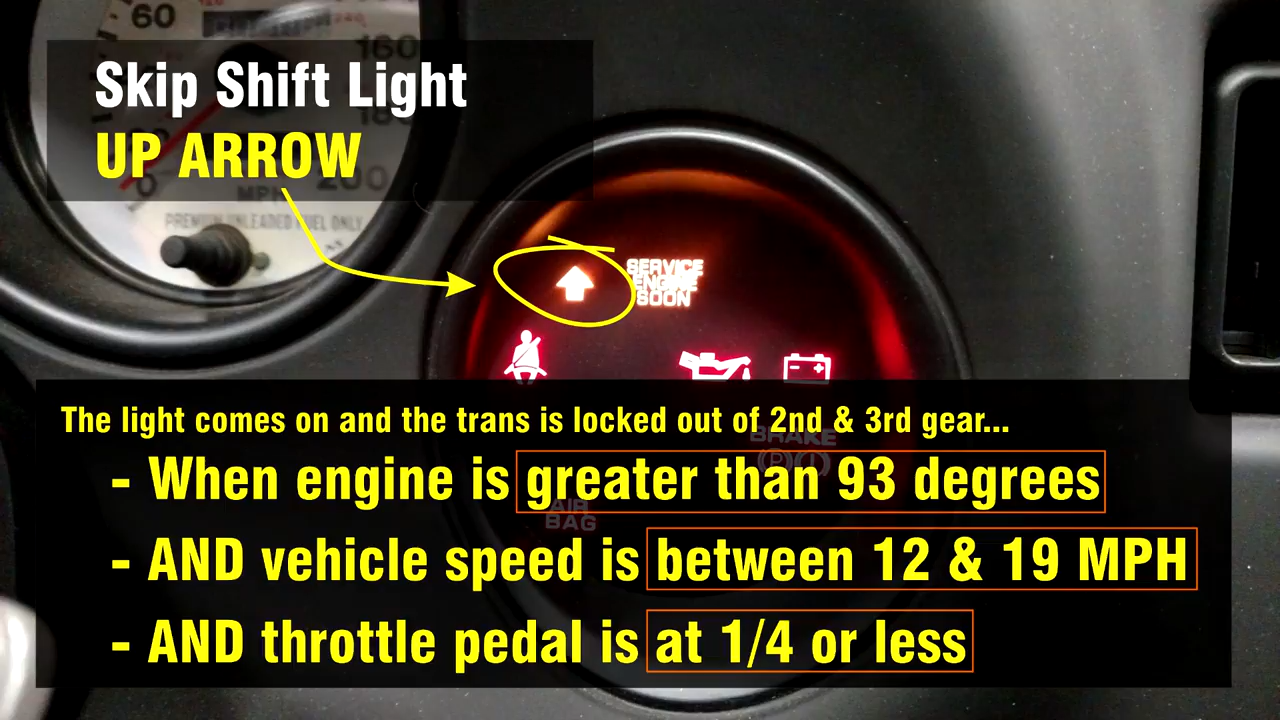 60
160
Skip Shift Light
UP ARROW
0
MPH
200
PREMIUM UNLEADED FUEL ONLY
SERVICE
ENGINE
SOON
The light comes on and the trans is locked out of 2nd & 3rd gear...
BRAKE
- When engine is greater than 93 degrees
AIR
BAG
- AND vehicle speed is between 12 & 19 MPH
- AND throttle pedal is at 1/4 or less